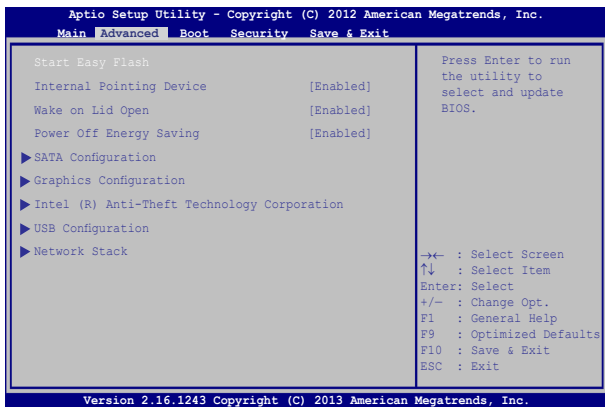 Aptio Setup Utility - Copyright (C) 2012 American Megatrends, Inc.
Main Advanced Boot Security Save & Exit
Start Easy Flash
Internal Pointing Device [Enabled]
Wake on Lid Open [Enabled]
Power Off Energy Saving [Enabled]
SATA Configuration
Graphics Configuration
Intel (R) Anti-Theft Technology Corporation
USB Configuration
Network Stack
Press Enter to run
the utility to
select and update
BIOS.
→← : Select Screen
↑↓ : Select Item
Enter: Select
+/— : Change Opt.
F1 : General Help
F9 : Optimized Defaults
F10 : Save & Exit
ESC : Exit
Version 2.16.1243 Copyright (C) 2013 American Megatrends, Inc.